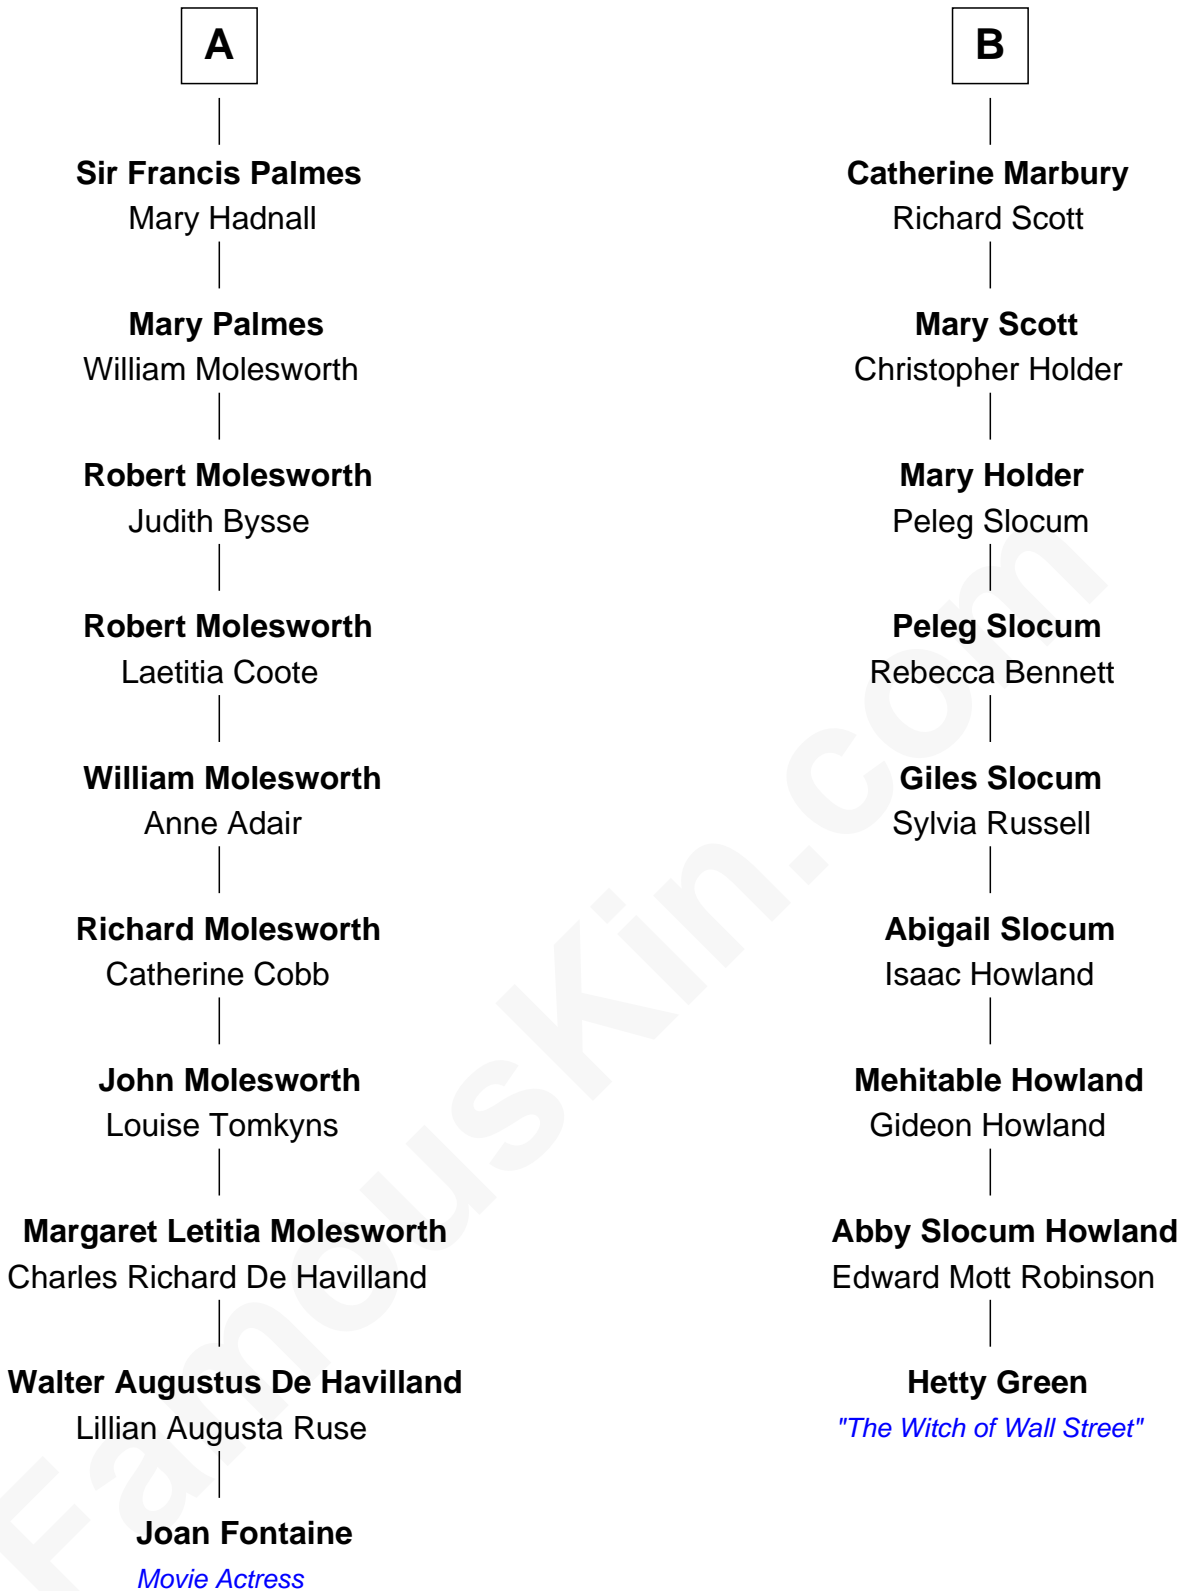 A
Sir Francis Palmes
Mary Hadnall
Mary Palmes
William Molesworth
Robert Molesworth
Judith Bysse
Robert Molesworth
Laetitia Coote
William Molesworth
Anne Adair
Richard Molesworth
Catherine Cobb
John Molesworth
Louise Tomkyns
Margaret Letitia Molesworth
Charles Richard De Havilland
Walter Augustus De Havilland
Lillian Augusta Ruse
Joan Fontaine
Movie Actress
B
Catherine Marbury
Richard Scott
Mary Scott
Christopher Holder
Mary Holder
Peleg Slocum
Peleg Slocum
Rebecca Bennett
Giles Slocum
Sylvia Russell
Abigail Slocum
Isaac Howland
Mehitable Howland
Gideon Howland
Abby Slocum Howland
Edward Mott Robinson
Hetty Green
"The Witch of Wall Street"
FamousKin.com